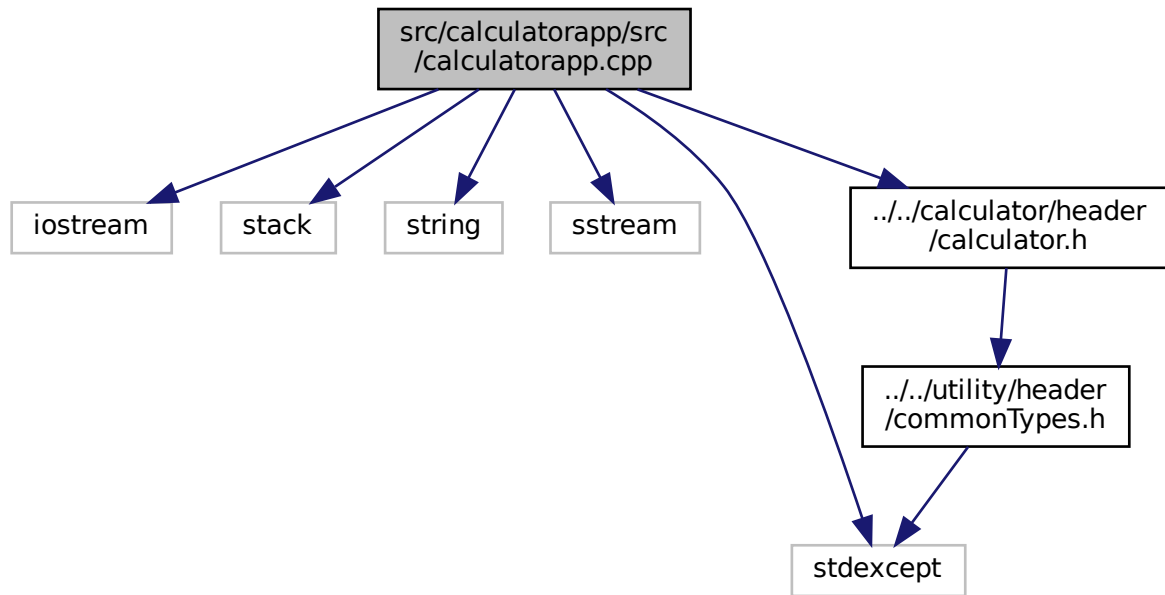 src/calculatorapp/src
/calculatorapp.cpp
iostream
stack
string
sstream
../../calculator/header
/calculator.h
../../utility/header
/commonTypes.h
stdexcept